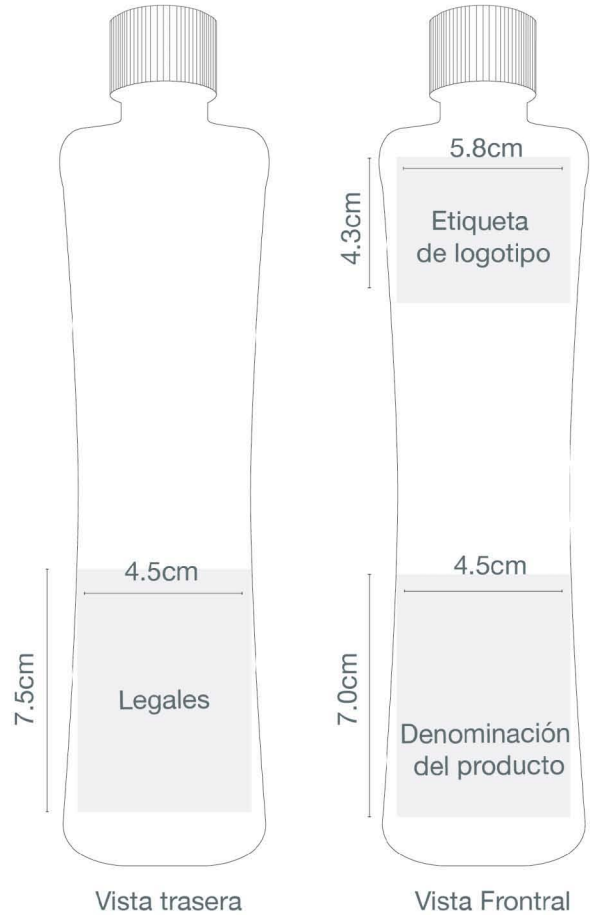 4.5cm
7.5cm
Legales
Vista trasera
5.8cm
4.3cm
Etiqueta
de logotipo
4.5cm
7.0cm
Denominación
del producto
Vista Frontral